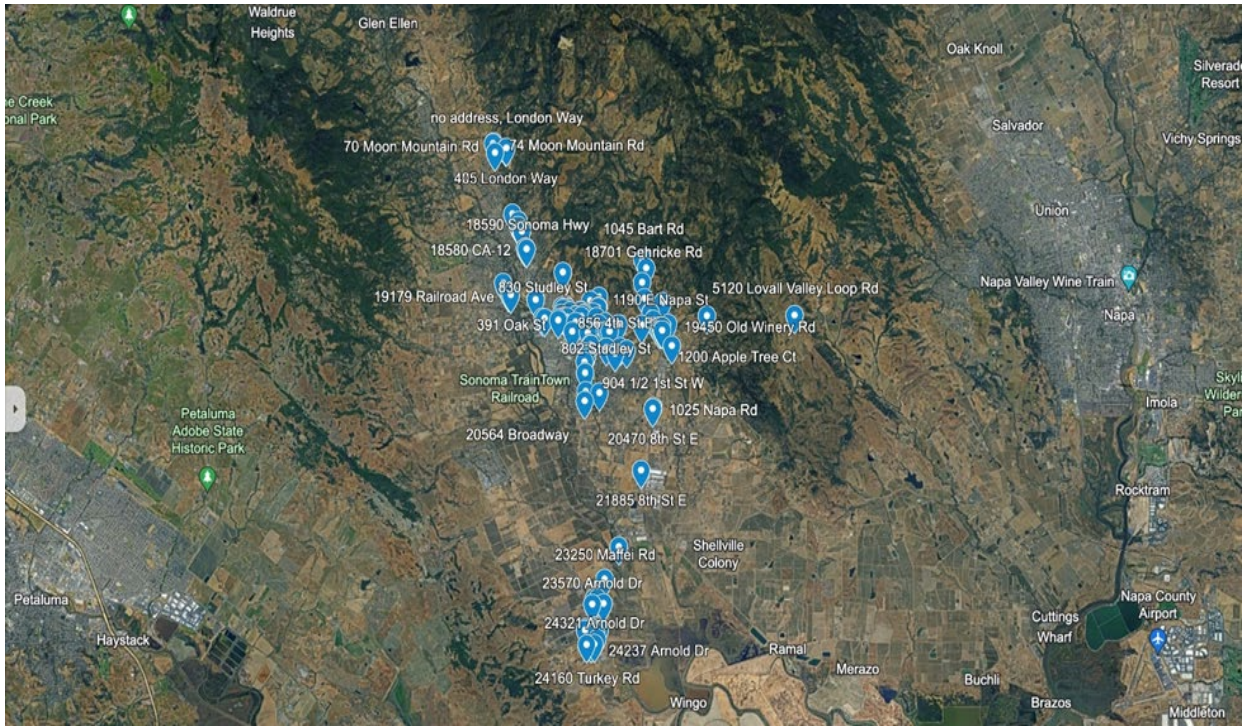 Waldrue
Heights
Glen Ellen
Oak Knoll
Silverad
Resort
ne Creek
onal Park
no address, London Way
Salvador
70 Moon Mountain Rd
74 Moon Mountain Rd
Vichy Springs
485 London Way
Union
18590 Sonoma Hwy
1045 Bart Rd
18580 CA-12
18701 Gehricke Rd
Napa Valley Wine Train
830 Studley St
5120 Lovall Valley Loop Rd
19179 Railroad Ave
1190 E Napa St
Napa
391 Oak St
856 4th St E
19450 Old Winery Rd
802 Studley St
1200 Apple Tree Ct
Sonoma TrainTown
Railroad
904 1/2 1st St W
Skyli
Wilder
Par
Imola
Petaluma
Adobe State
Historic Park
1025 Napa Rd
20564 Broadway
20470 8th St E
Rocktram
21885 8th St E
23250 Maffei Rd
Shellville
Colony
23570 Arnold Dr
Petaluma
Napa County
Airport
Haystack
24321 Arnold Dr
Cuttings
Wharf
24237 Arnold Dr
Ramal
24160 Turkey Rd
Merazo
Buchli
Wingo
Brazos
Middleton